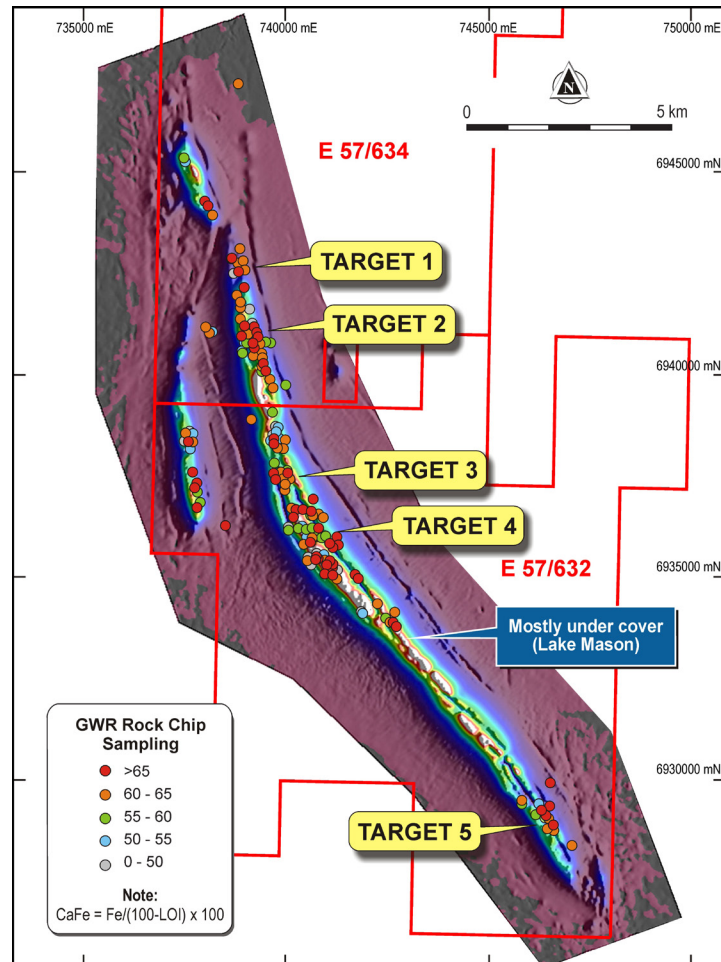 735000 mE
740000 mE
745000 mE
750000 mE
N
0
5 km
E 57/634
6945000 mN
TARGET 1
TARGET 2
6940000 mN
TARGET 3
TARGET 4
E 57/632
6935000 mN
Mostly under cover
(Lake Mason)
GWR Rock Chip
Sampling
>65
60 - 65
55 - 60
50 - 55
0 - 50
Note:
CaFe = Fe/(100-LOI) x 100
6930000 mN
TARGET 5